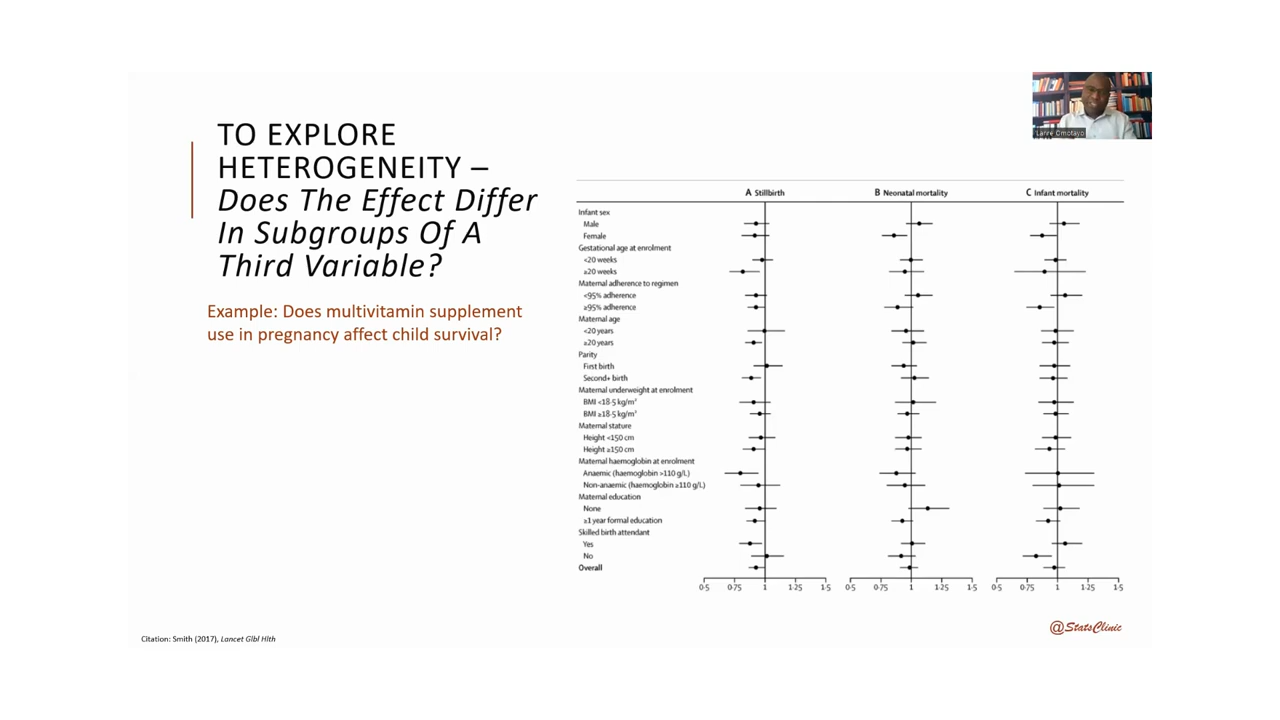 TO EXPLORE
HETEROGENEITY –
Does The Effect Differ
In Subgroups Of A
Third Variable?
Example: Does multivitamin supplement
use in pregnancy affect child survival?
Lanre Omotayo
A Stillbirth
B Neonatal mortality
C Infant mortality
Infant sex
Male
Female
Gestational age at enrolment
<20 weeks
≥20 weeks
Maternal adherence to regimen
<95% adherence
≥95% adherence
Maternal age
<20 years
≥20 years
Parity
First birth
Second+ birth
Maternal underweight at enrolment
BMI <18·5 kg/m²
BMI ≥18·5 kg/m²
Maternal stature
Height <150 cm
Height ≥150 cm
Maternal haemoglobin at enrolment
Anaemic (haemoglobin >110 g/L)
Non-anaemic (haemoglobin ≥110 g/L)
Maternal education
None
≥1 year formal education
Skilled birth attendant
Yes
No
Overall
0·5 0·75 1 1·25 1·5
0·5 0·75 1 1·25 1·5
0·5 0·75 1 1·25 1·5
@StatsClinic
Citation: Smith (2017), Lancet Glbl Hlth